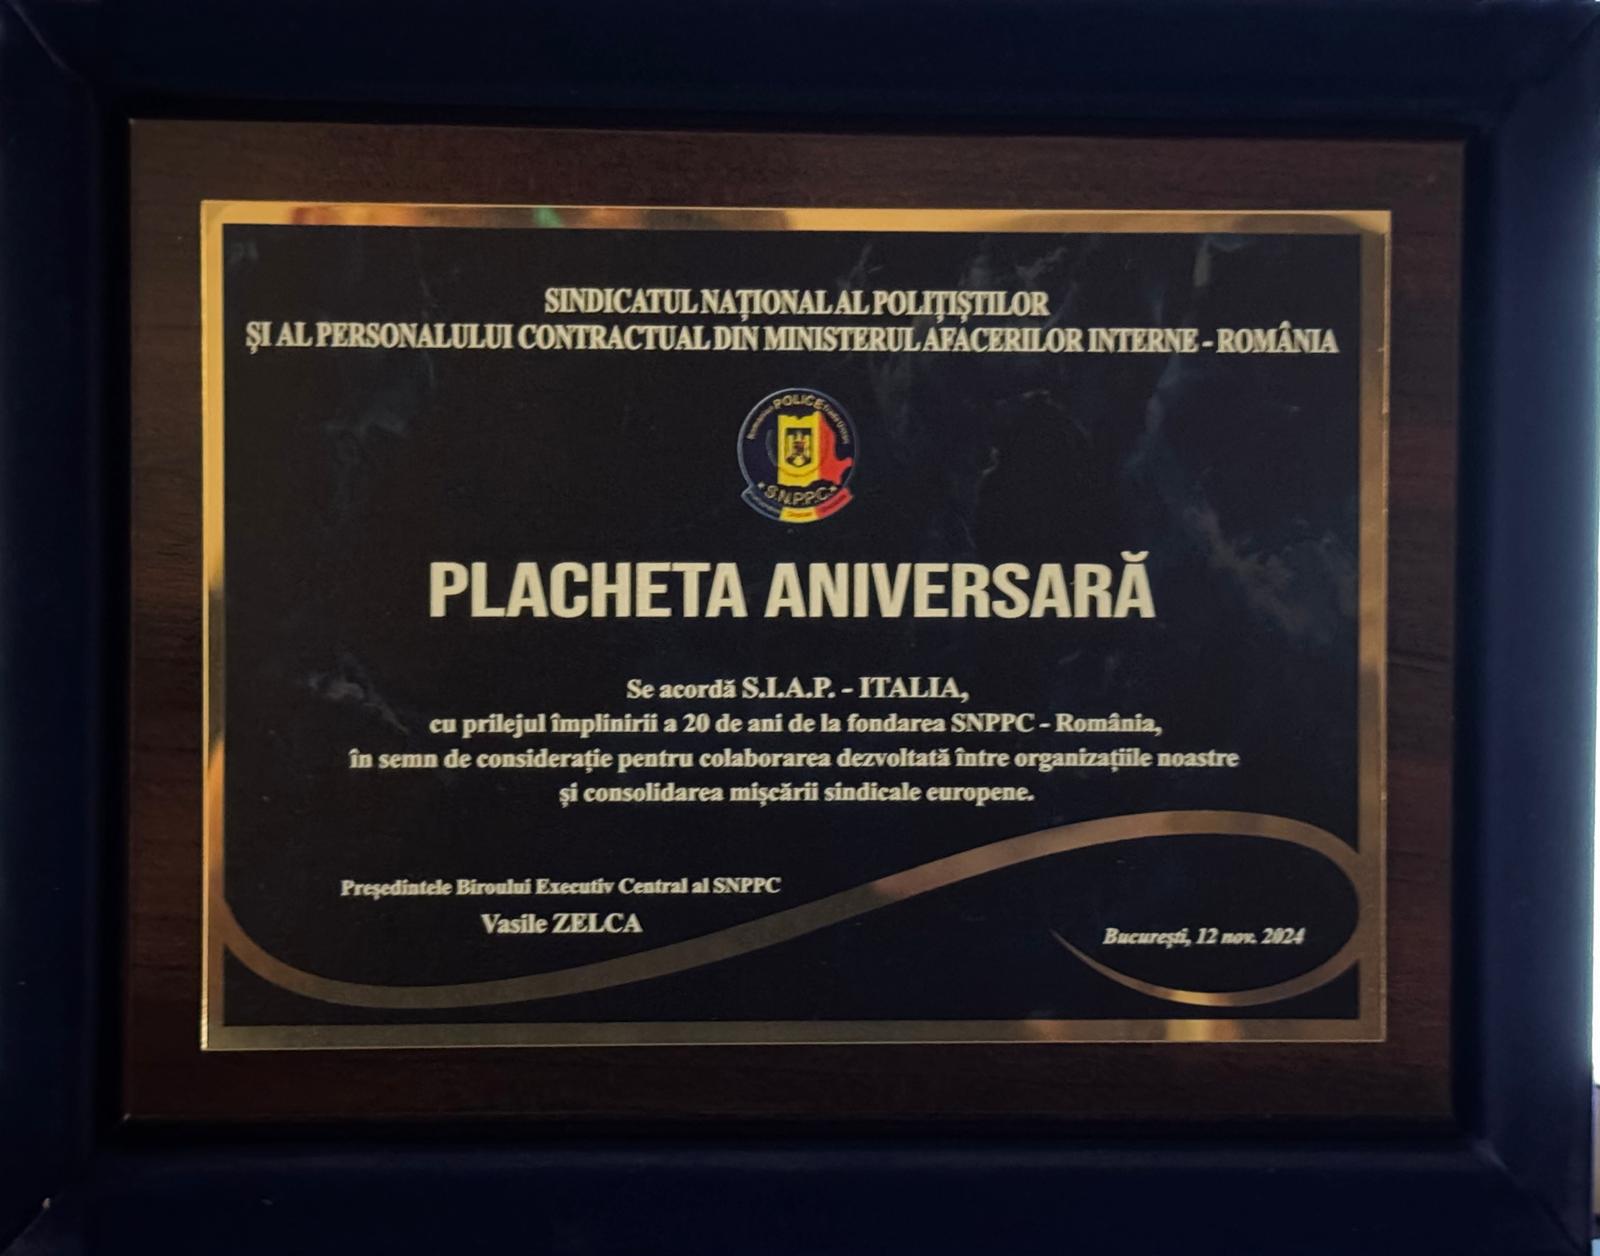 SINDICATUL NAȚIONAL AL POLIȚIȘTILOR
ȘI AL PERSONALULUI CONTRACTUAL DIN MINISTERUL AFACERILOR INTERNE - ROMÂNIA
Romanian POLICE Trade Union
S.N.P.P.C.
PLACHETA ANIVERSARĂ
Se acordă S.I.A.P. - ITALIA,
cu prilejul împlinirii a 20 de ani de la fondarea SNPPC - România,
în semn de considerație pentru colaborarea dezvoltată între organizațiile noastre
și consolidarea mișcării sindicale europene.
Președintele Biroului Executiv Central al SNPPC
Vasile ZELCA
București, 12 nov. 2024